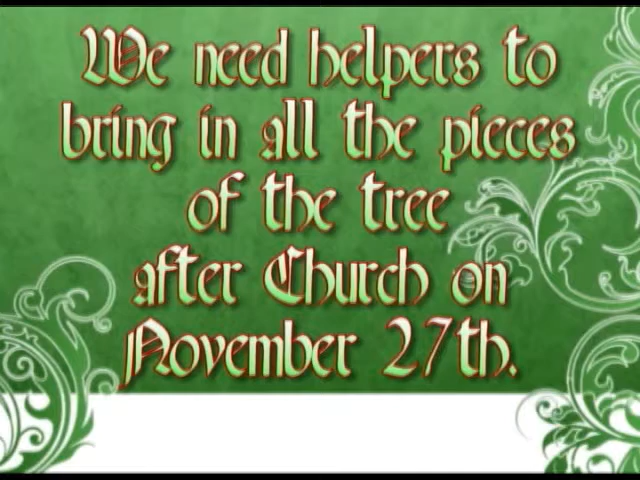 We need helpers to
bring in all the pieces
of the tree
after Church on
November 27th.